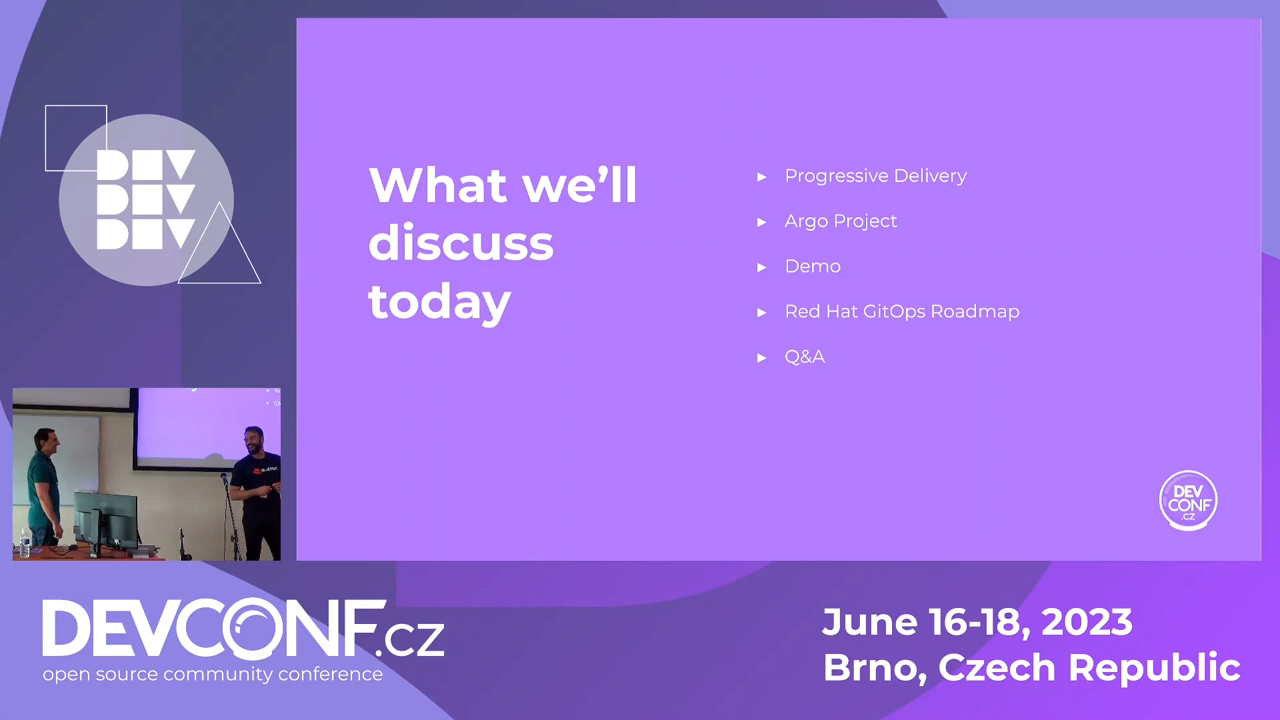 DEV
DEV
DEV
What we'll
discuss
today
► Progressive Delivery
► Argo Project
► Demo
► Red Hat GitOps Roadmap
► Q&A
DEV
CONF
.CZ
DEVCONF.cz
open source community conference
June 16-18, 2023
Brno, Czech Republic